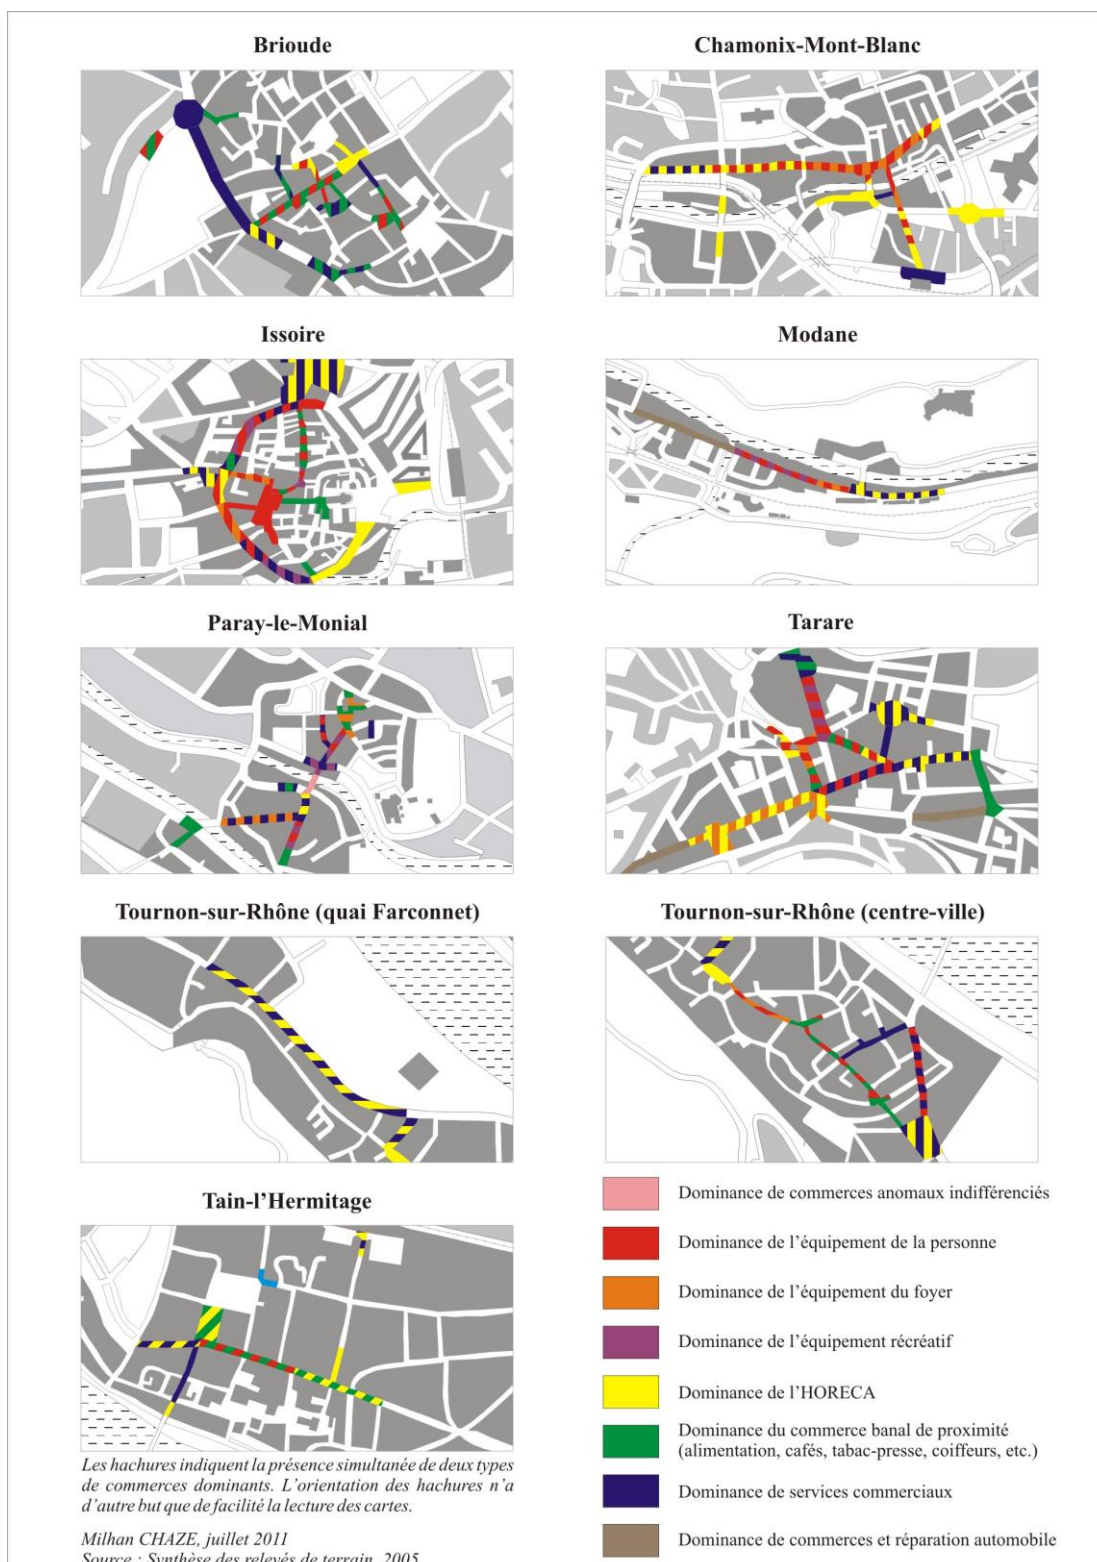 Brioude
Chamonix-Mont-Blanc
Issoire
Modane
Paray-le-Monial
Tarare
Tournon-sur-Rhône (quai Farconnet)
Tournon-sur-Rhône (centre-ville)
Tain-l'Hermitage
Dominance de commerces anomaux indifférenciés
Dominance de l'équipement de la personne
Dominance de l'équipement du foyer
Dominance de l'équipement récréatif
Dominance de l'HORECA
Dominance du commerce banal de proximité
(alimentation, cafés, tabac-presse, coiffeurs, etc.)
Dominance de services commerciaux
Dominance de commerces et réparation automobile
Les hachures indiquent la présence simultanée de deux types
de commerces dominants. L'orientation des hachures n'a
d'autre but que de facilité la lecture des cartes.
Milhan CHAZE, juillet 2011
Source : Synthèse des relevés de terrain, 2005